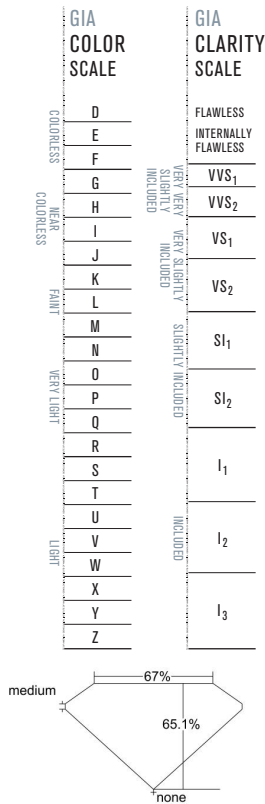 GIA
COLOR
SCALE
COLORLESS
D
E
F
NEAR
COLORLESS
G
H
I
J
FAINT
K
L
M
VERY LIGHT
N
O
P
Q
R
LIGHT
S
T
U
V
W
X
Y
Z
GIA
CLARITY
SCALE
FLAWLESS
INTERNALLY
FLAWLESS
VERY VERY
SLIGHTLY
INCLUDED
VVS₁
VVS₂
VERY SLIGHTLY
INCLUDED
VS₁
VS₂
SLIGHTLY INCLUDED
SI₁
SI₂
INCLUDED
I₁
I₂
I₃
67%
medium
65.1%
none